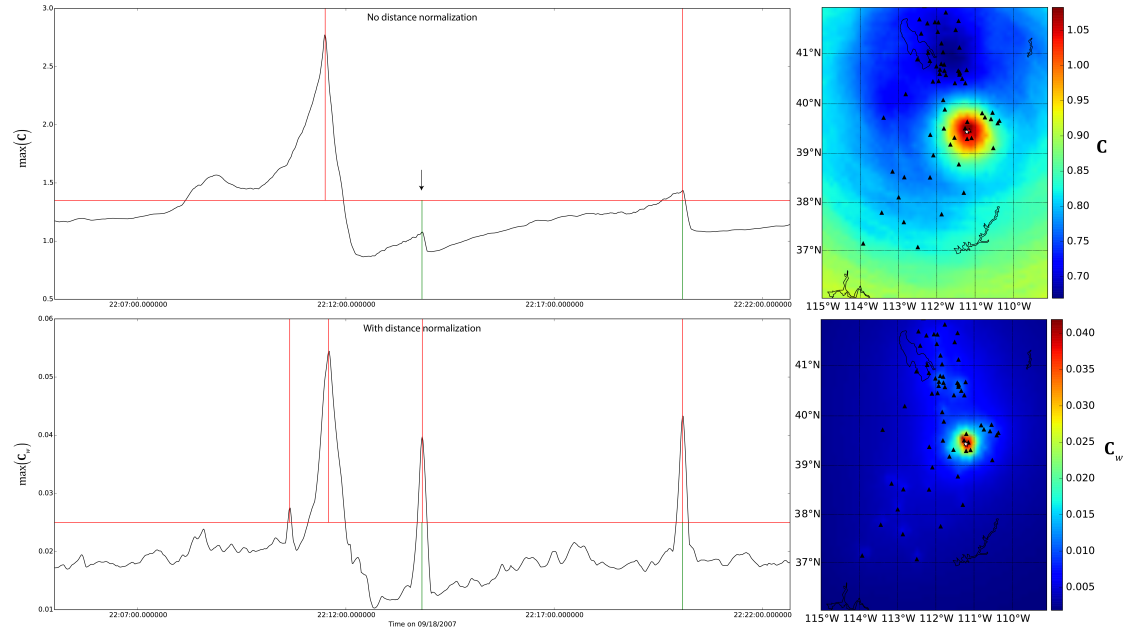 No distance normalization
3.0
2.5
2.0
1.5
1.0
0.5
max(C)
22:07:00.000000
22:12:00.000000
22:17:00.000000
22:22:00.000000
41°N
40°N
39°N
38°N
37°N
115°W 114°W 113°W 112°W 111°W 110°W
1.05
1.00
0.95
0.90
0.85
0.80
0.75
0.70
C
With distance normalization
0.06
0.05
0.04
0.03
0.02
0.01
max(C_w)
22:07:00.000000
22:12:00.000000
22:17:00.000000
22:22:00.000000
Time on 09/18/2007
41°N
40°N
39°N
38°N
37°N
115°W 114°W 113°W 112°W 111°W 110°W
0.040
0.035
0.030
0.025
0.020
0.015
0.010
0.005
C_w